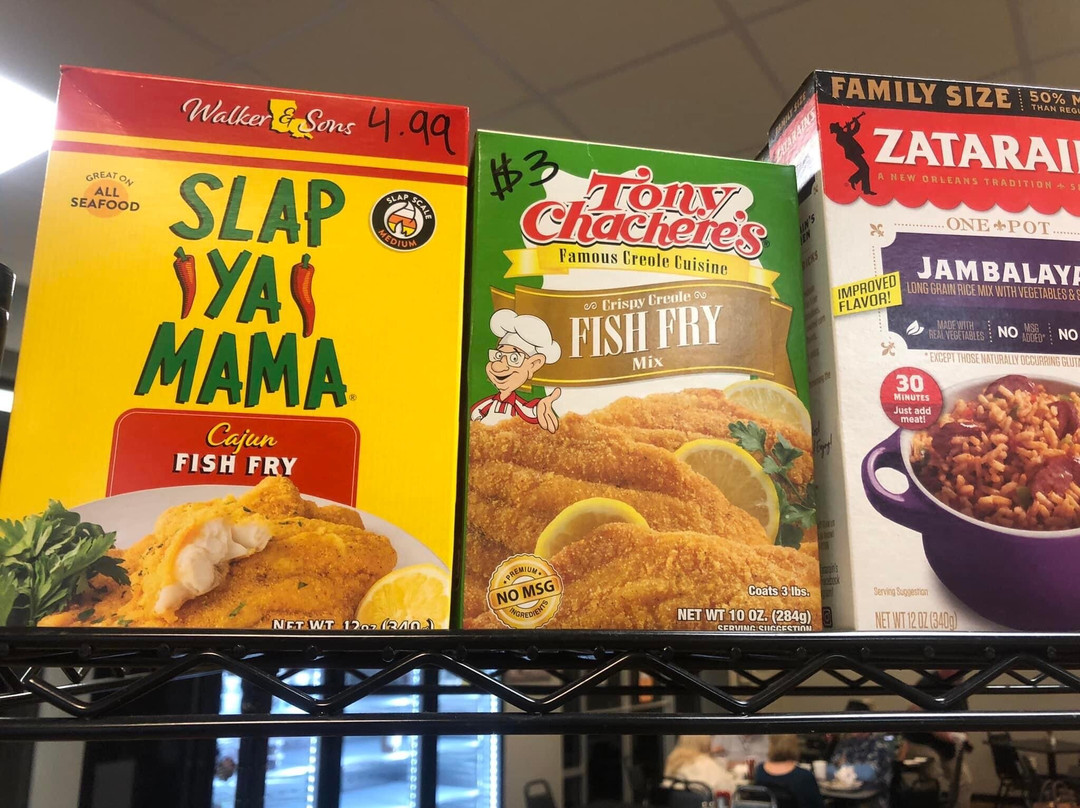 Walker & Sons
4.99
GREAT ON
ALL
SEAFOOD
SLAP
YA
MAMA®
SLAP SCALE
MEDIUM
Cajun
FISH FRY
NET WT. 12oz (340g)
$3
Tony
Chachere's®
Famous Creole Cuisine
Crispy Creole
FISH FRY
Mix
PREMIUM
NO MSG
INGREDIENTS
Coats 3 lbs.
NET WT 10 OZ. (284g)
SERVING SUGGESTION
FAMILY SIZE
50% M
THAN REGU
ZATARAI
A NEW ORLEANS TRADITION
ONE POT
JAMBALAYA
LONG GRAIN RICE MIX WITH VEGETABLES &
IMPROVED
FLAVOR!
MADE WITH
REAL VEGETABLES
NO MSG
ADDED*
NO
* EXCEPT THOSE NATURALLY OCCURRING GLUT
30
MINUTES
Just add
meat!
Serving Suggestion
NET WT 12 OZ (340g)